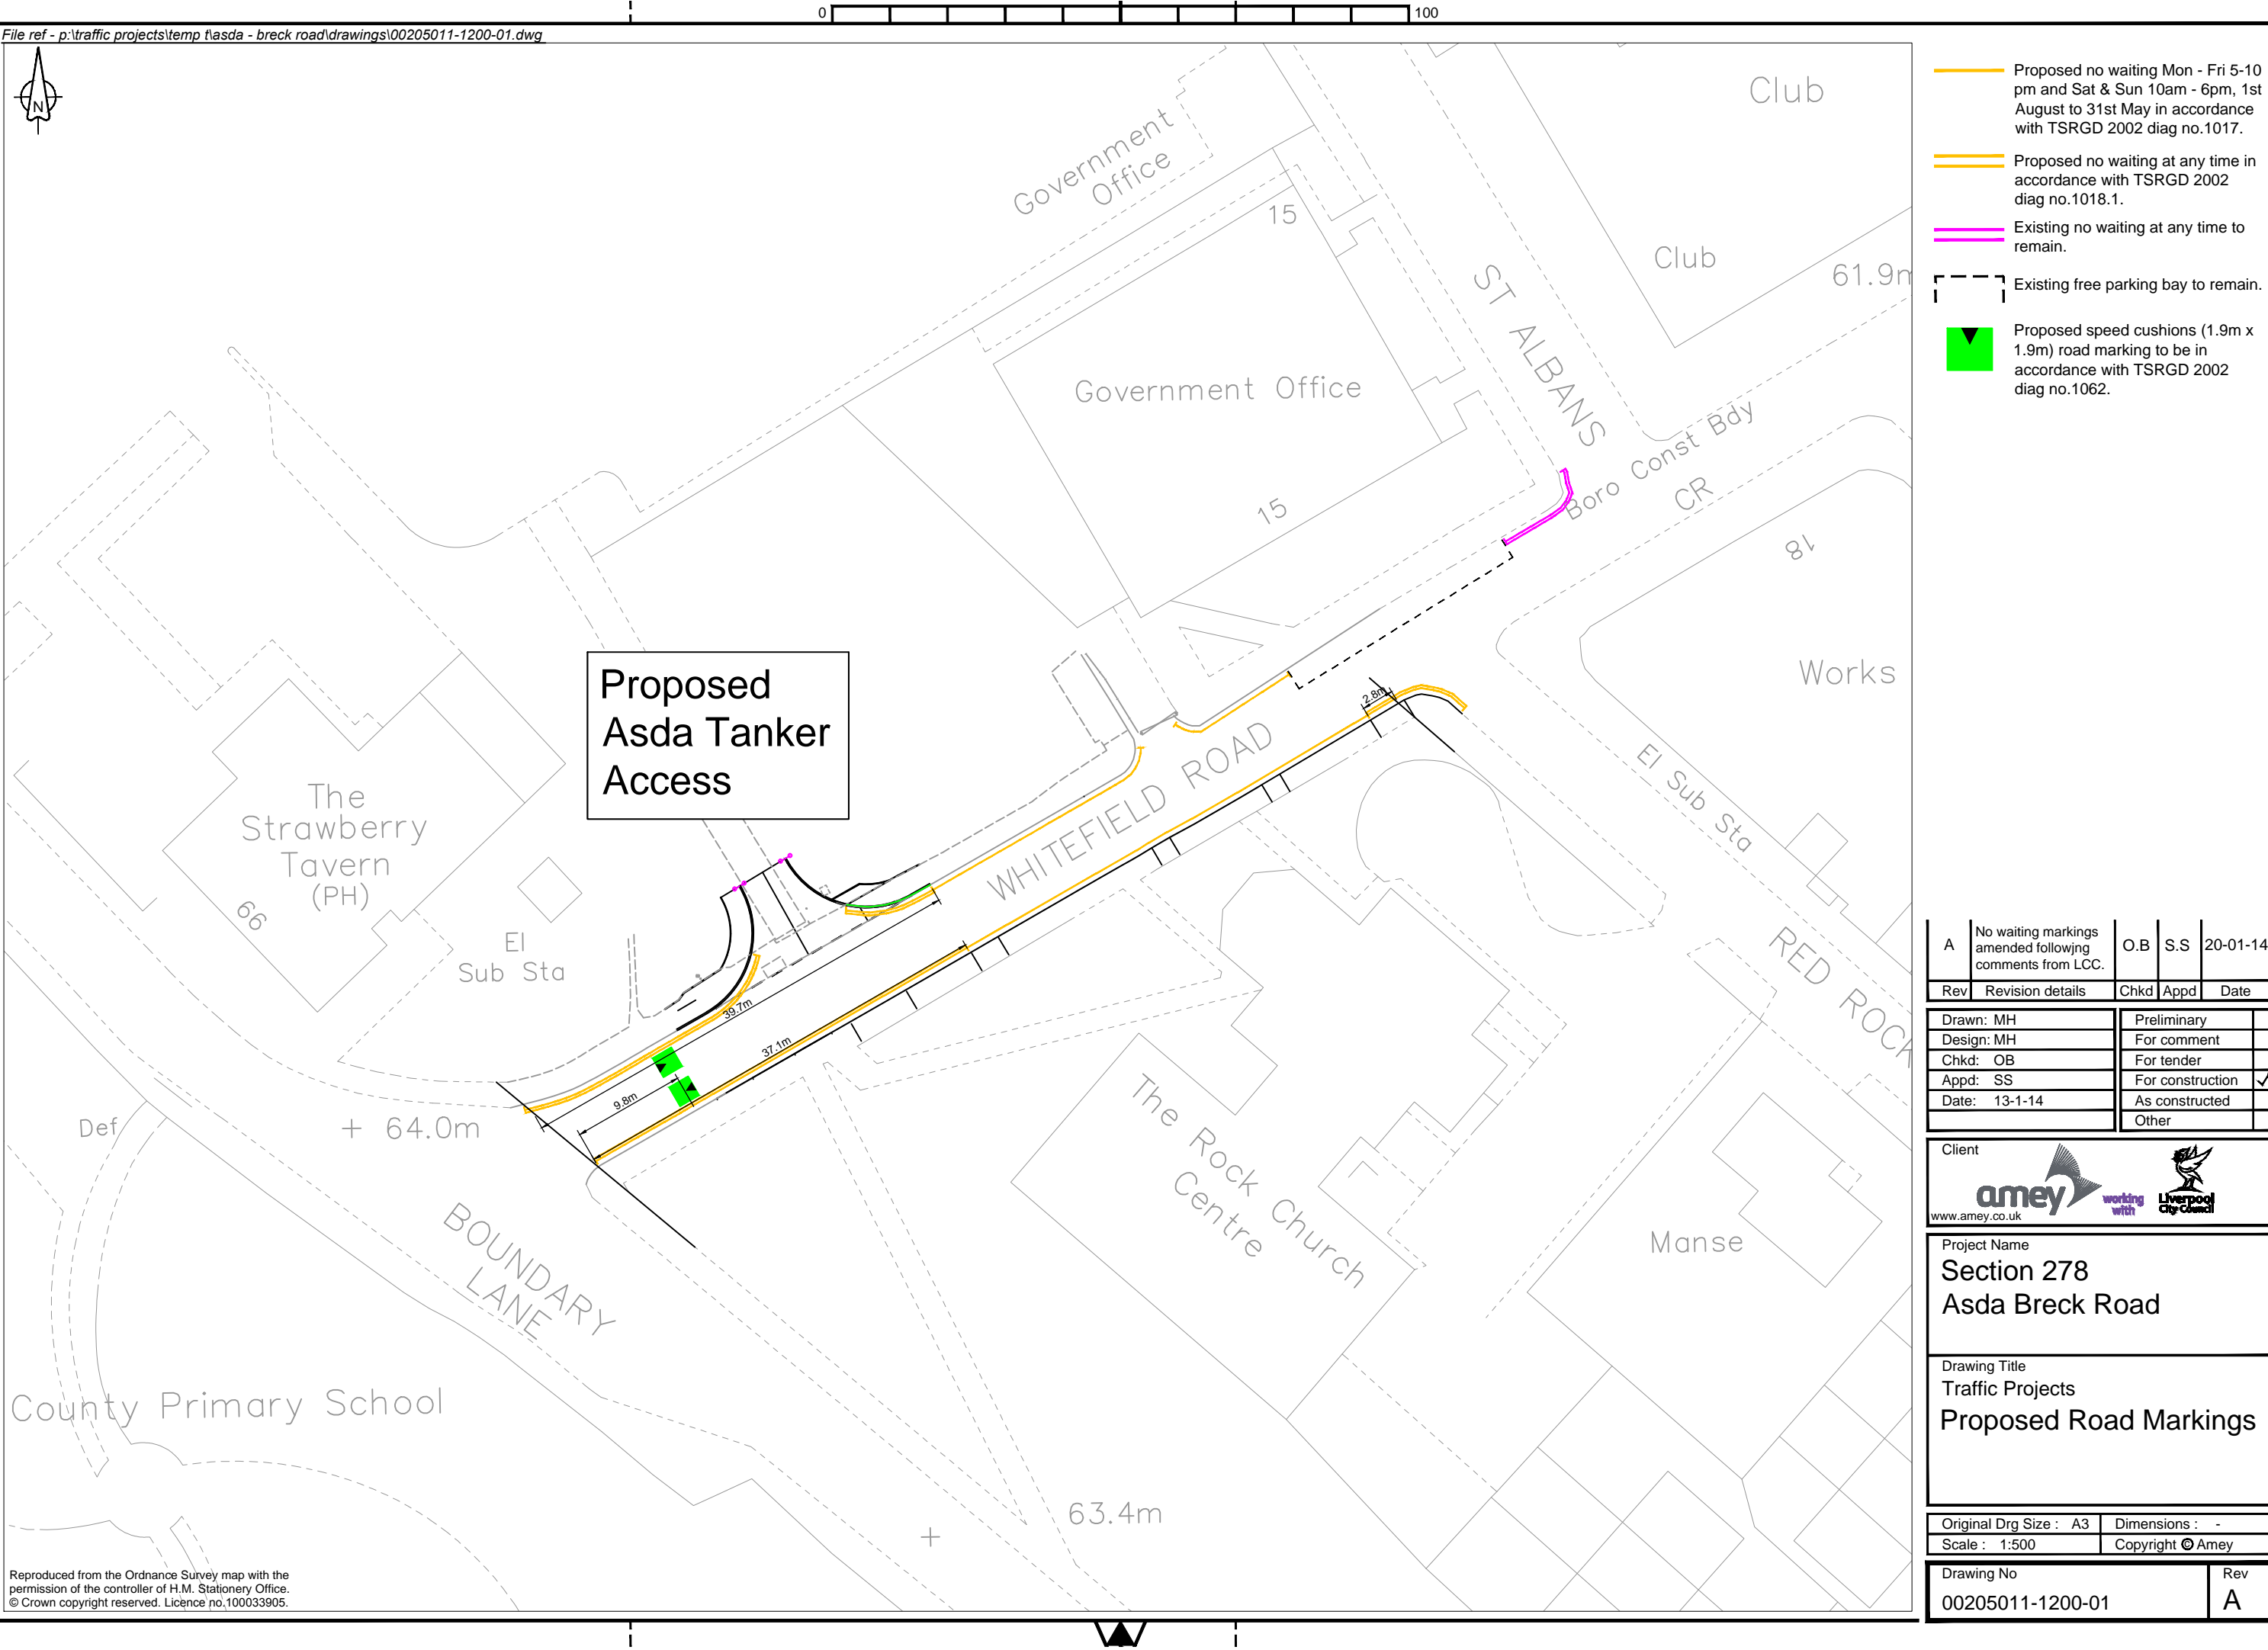 0
100
File ref - p:\traffic projects\temp t\asda - breck road\drawings\00205011-1200-01.dwg
N
Proposed no waiting Mon - Fri 5-10
pm and Sat & Sun 10am - 6pm, 1st
August to 31st May in accordance
with TSRGD 2002 diag no.1017.
Proposed no waiting at any time in
accordance with TSRGD 2002
diag no.1018.1.
Existing no waiting at any time to
remain.
Existing free parking bay to remain.
Proposed speed cushions (1.9m x
1.9m) road marking to be in
accordance with TSRGD 2002
diag no.1062.
Club
Government
Office
15
Club
61.9m
ST ALBANS
Government Office
Boro Const Bdy
CR
15
18
Works
Proposed
Asda Tanker
Access
2.8m
WHITEFIELD ROAD
El Sub Sta
The
Strawberry
Tavern
(PH)
66
El
Sub Sta
RED ROCK
39.7m
37.1m
9.8m
Def
+ 64.0m
The Rock Church
Centre
BOUNDARY
LANE
Manse
County Primary School
63.4m
+
Reproduced from the Ordnance Survey map with the
permission of the controller of H.M. Stationery Office.
© Crown copyright reserved. Licence no.100033905.
A
No waiting markings
amended following
comments from LCC.
O.B
S.S
20-01-14
Rev
Revision details
Chkd
Appd
Date
Drawn: MH
Design: MH
Chkd: OB
Appd: SS
Date: 13-1-14
Preliminary
For comment
For tender
For construction ✓
As constructed
Other
Client
amey
www.amey.co.uk
working
with
Liverpool
City Council
Project Name
Section 278
Asda Breck Road
Drawing Title
Traffic Projects
Proposed Road Markings
Original Drg Size : A3
Dimensions : -
Scale : 1:500
Copyright © Amey
Drawing No
00205011-1200-01
Rev
A